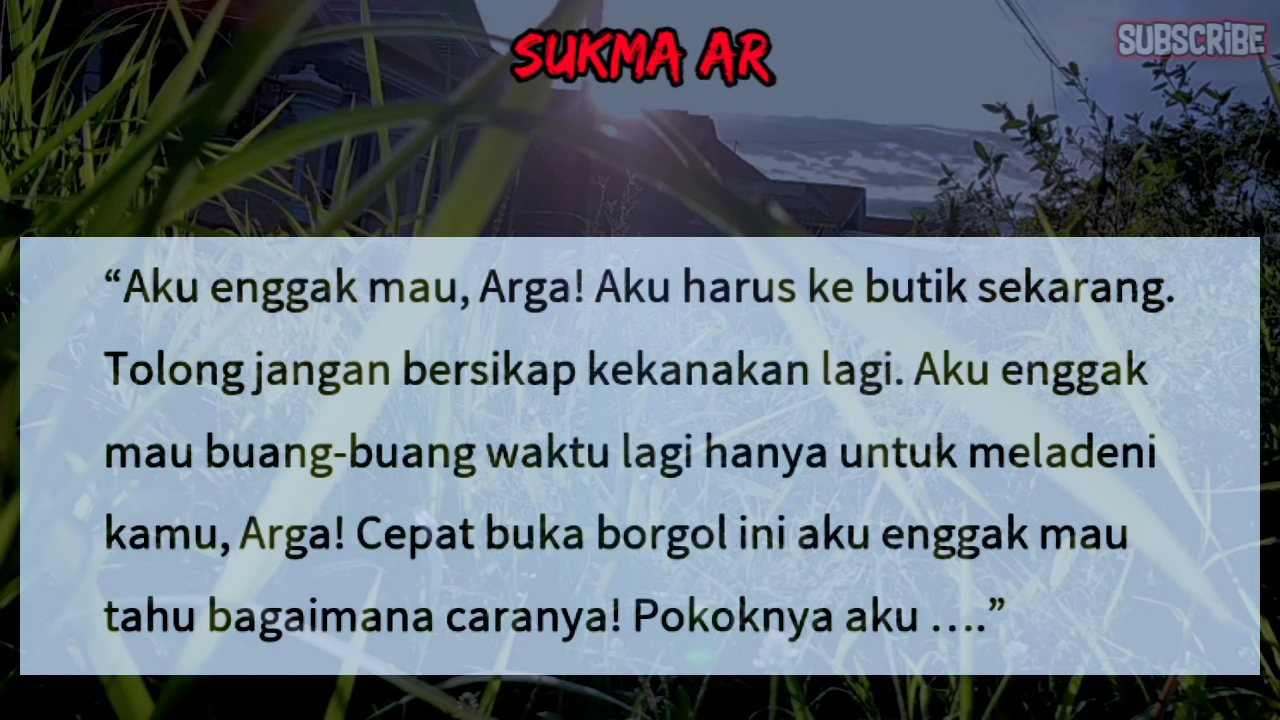 SUKMA AR
SUBSCRIBE
“Aku enggak mau, Arga! Aku harus ke butik sekarang.
Tolong jangan bersikap kekanakan lagi. Aku enggak
mau buang-buang waktu lagi hanya untuk meladeni
kamu, Arga! Cepat buka borgol ini aku enggak mau
tahu bagaimana caranya! Pokoknya aku ….”